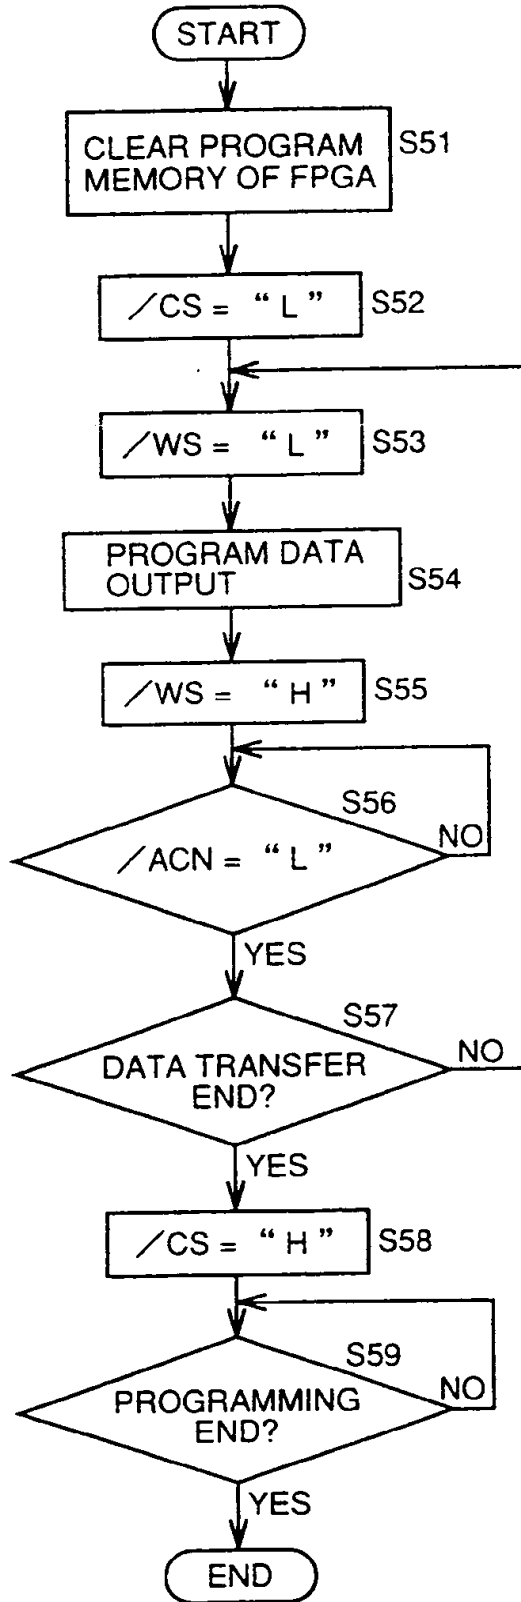 START
CLEAR PROGRAM
MEMORY OF FPGA
S51
/CS = “L”
S52
/WS = “L”
S53
PROGRAM DATA
OUTPUT
S54
/WS = “H”
S55
S56
/ACN = “L”
NO
YES
S57
DATA TRANSFER
END?
NO
YES
/CS = “H”
S58
S59
PROGRAMMING
END?
NO
YES
END